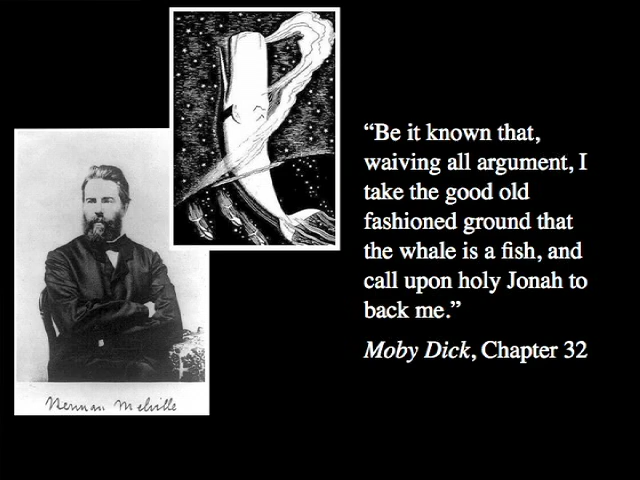 “Be it known that,
waiving all argument, I
take the good old
fashioned ground that
the whale is a fish, and
call upon holy Jonah to
back me.”
Moby Dick, Chapter 32
Herman Melville